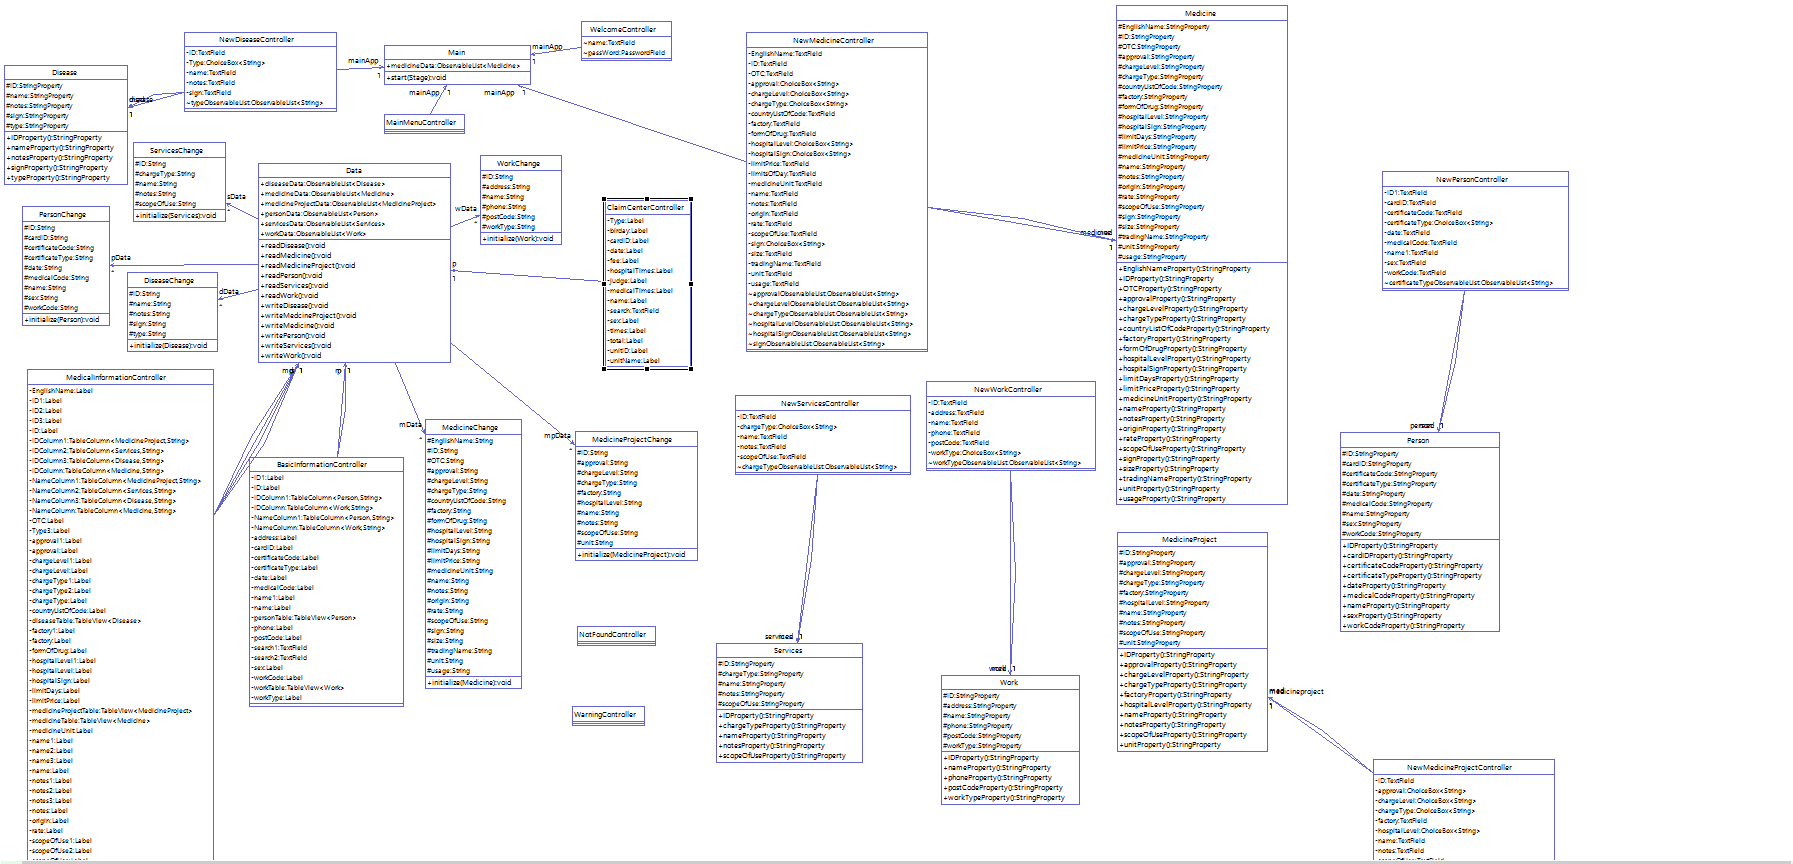 Disease
#ID:StringProperty
#name:StringProperty
#notes:StringProperty
#sign:StringProperty
#type:StringProperty
+IDProperty():StringProperty
+nameProperty():StringProperty
+notesProperty():StringProperty
+signProperty():StringProperty
+typeProperty():StringProperty
NewDiseaseController
-ID:TextField
-Type:ChoiceBox<String>
-name:TextField
-notes:TextField
-sign:TextField
~typeObservableList:ObservableList<String>
1
mainApp
1
Main
+medicineData:ObservableList<Medicine>
+start(Stage):void
mainApp
1
WelcomeController
~name:TextField
~passWord:PasswordField
mainApp
1
mainApp
1
MainMenuController
ServicesChange
#ID:String
#chargeType:String
#name:String
#notes:String
#scopeOfUse:String
+initialize(Services):void
sData
*
PersonChange
#ID:String
#cardID:String
#certificateCode:String
#certificateType:String
#date:String
#medicalCode:String
#name:String
#sex:String
#workCode:String
+initialize(Person):void
pData
*
DiseaseChange
#ID:String
#name:String
#notes:String
#sign:String
#type:String
+initialize(Disease):void
dData
*
Data
+diseaseData:ObservableList<Disease>
+medicineData:ObservableList<Medicine>
+medicineProjectData:ObservableList<MedicineProject>
+personData:ObservableList<Person>
+servicesData:ObservableList<Services>
+workData:ObservableList<Work>
+readDisease():void
+readMedicine():void
+readMedicineProject():void
+readPerson():void
+readServices():void
+readWork():void
+writeDisease():void
+writeMedicineProject():void
+writeMedicine():void
+writePerson():void
+writeServices():void
+writeWork():void
WorkChange
#ID:String
#address:String
#name:String
#phone:String
#postCode:String
#workType:String
+initialize(Work):void
wData
*
p
1
ClaimCenterController
-Type:Label
-birday:Label
-cardID:Label
-date:Label
-fee:Label
-hospitalTimes:Label
-judge:Label
-medicalTimes:Label
-name:Label
-search:TextField
-sex:Label
-times:Label
-total:Label
-unitID:Label
-unitName:Label
NewMedicineController
-EnglishName:TextField
-ID:TextField
-OTC:TextField
-approval:ChoiceBox<String>
-chargeLevel:ChoiceBox<String>
-chargeType:ChoiceBox<String>
-countryListOfCode:TextField
-factory:TextField
-formOfDrug:TextField
-hospitalLevel:ChoiceBox<String>
-hospitalSign:ChoiceBox<String>
-limitPrice:TextField
-limitsOfDay:TextField
-medicineUnit:TextField
-name:TextField
-notes:TextField
-origin:TextField
-rate:TextField
-scopeOfUse:TextField
-sign:ChoiceBox<String>
-size:TextField
-tradingName:TextField
-unit:TextField
-usage:TextField
~approvalObservableList:ObservableList<String>
~chargeLevelObservableList:ObservableList<String>
~chargeTypeObservableList:ObservableList<String>
~hospitalLevelObservableList:ObservableList<String>
~hospitalSignObservableList:ObservableList<String>
~signObservableList:ObservableList<String>
1
Medicine
#EnglishName:StringProperty
#ID:StringProperty
#OTC:StringProperty
#approval:StringProperty
#chargeLevel:StringProperty
#chargeType:StringProperty
#countryListOfCode:StringProperty
#factory:StringProperty
#formOfDrug:StringProperty
#hospitalLevel:StringProperty
#hospitalSign:StringProperty
#limitDays:StringProperty
#limitPrice:StringProperty
#medicineUnit:StringProperty
#name:StringProperty
#notes:StringProperty
#origin:StringProperty
#rate:StringProperty
#scopeOfUse:StringProperty
#sign:StringProperty
#size:StringProperty
#tradingName:StringProperty
#unit:StringProperty
#usage:StringProperty
+EnglishNameProperty():StringProperty
+IDProperty():StringProperty
+OTCProperty():StringProperty
+approvalProperty():StringProperty
+chargeLevelProperty():StringProperty
+chargeTypeProperty():StringProperty
+countryListOfCodeProperty():StringProperty
+factoryProperty():StringProperty
+formOfDrugProperty():StringProperty
+hospitalLevelProperty():StringProperty
+hospitalSignProperty():StringProperty
+limitDaysProperty():StringProperty
+limitPriceProperty():StringProperty
+medicineUnitProperty():StringProperty
+nameProperty():StringProperty
+notesProperty():StringProperty
+originProperty():StringProperty
+rateProperty():StringProperty
+scopeOfUseProperty():StringProperty
+signProperty():StringProperty
+sizeProperty():StringProperty
+tradingNameProperty():StringProperty
+unitProperty():StringProperty
+usageProperty():StringProperty
NewPersonController
-ID1:TextField
-cardID:TextField
-certificateCode:TextField
-certificateType:ChoiceBox<String>
-date:TextField
-medicalCode:TextField
-name1:TextField
-sex:TextField
-workCode:TextField
~certificateTypeObservableList:ObservableList<String>
1
Person
#ID:StringProperty
#cardID:StringProperty
#certificateCode:StringProperty
#certificateType:StringProperty
#date:StringProperty
#medicalCode:StringProperty
#name:StringProperty
#sex:StringProperty
#workCode:StringProperty
+IDProperty():StringProperty
+cardIDProperty():StringProperty
+certificateCodeProperty():StringProperty
+certificateTypeProperty():StringProperty
+dateProperty():StringProperty
+medicalCodeProperty():StringProperty
+nameProperty():StringProperty
+sexProperty():StringProperty
+workCodeProperty():StringProperty
MedicalInformationController
-EnglishName:Label
-ID1:Label
-ID2:Label
-ID3:Label
-ID:Label
-IDColumn1:TableColumn<MedicineProject,String>
-IDColumn2:TableColumn<Services,String>
-IDColumn3:TableColumn<Disease,String>
-IDColumn:TableColumn<Medicine,String>
-NameColumn1:TableColumn<MedicineProject,String>
-NameColumn2:TableColumn<Services,String>
-NameColumn3:TableColumn<Disease,String>
-NameColumn:TableColumn<Medicine,String>
-OTC:Label
-Type3:Label
-approval1:Label
-approval:Label
-chargeLevel1:Label
-chargeLevel:Label
-chargeType1:Label
-chargeType2:Label
-chargeType:Label
-countryListOfCode:Label
-diseaseTable:TableView<Disease>
-factory1:Label
-factory:Label
-formOfDrug:Label
-hospitalLevel1:Label
-hospitalLevel:Label
-hospitalSign:Label
-limitDays:Label
-limitPrice:Label
-medicineProjectTable:TableView<MedicineProject>
-medicineTable:TableView<Medicine>
-medicineUnit:Label
-name1:Label
-name2:Label
-name3:Label
-name:Label
-notes1:Label
-notes2:Label
-notes3:Label
-notes:Label
-origin:Label
-rate:Label
-scopeOfUse1:Label
-scopeOfUse2:Label
1
1
BasicInformationController
-ID1:Label
-ID:Label
-IDColumn1:TableColumn<Person,String>
-IDColumn:TableColumn<Work,String>
-NameColumn1:TableColumn<Person,String>
-NameColumn:TableColumn<Work,String>
-address:Label
-cardID:Label
-certificateCode:Label
-certificateType:Label
-date:Label
-medicalCode:Label
-name1:Label
-name:Label
-personTable:TableView<Person>
-phone:Label
-postCode:Label
-search1:TextField
-search2:TextField
-sex:Label
-workCode:Label
-workTable:TableView<Work>
-workType:Label
mData
*
MedicineChange
#EnglishName:String
#ID:String
#OTC:String
#approval:String
#chargeLevel:String
#chargeType:String
#countryListOfCode:String
#factory:String
#formOfDrug:String
#hospitalLevel:String
#hospitalSign:String
#limitDays:String
#limitPrice:String
#medicineUnit:String
#name:String
#notes:String
#origin:String
#rate:String
#scopeOfUse:String
#sign:String
#size:String
#tradingName:String
#unit:String
#usage:String
+initialize(Medicine):void
mpData
*
MedicineProjectChange
#ID:String
#approval:String
#chargeLevel:String
#chargeType:String
#factory:String
#hospitalLevel:String
#name:String
#notes:String
#scopeOfUse:String
#unit:String
+initialize(MedicineProject):void
NotFoundController
WarningController
NewServicesController
-ID:TextField
-chargeType:ChoiceBox<String>
-name:TextField
-notes:TextField
-scopeOfUse:TextField
~chargeTypeObservableList:ObservableList<String>
1
Services
#ID:StringProperty
#chargeType:StringProperty
#name:StringProperty
#notes:StringProperty
#scopeOfUse:StringProperty
+IDProperty():StringProperty
+chargeTypeProperty():StringProperty
+nameProperty():StringProperty
+notesProperty():StringProperty
+scopeOfUseProperty():StringProperty
NewWorkController
-ID:TextField
-address:TextField
-name:TextField
-phone:TextField
-postCode:TextField
-workType:ChoiceBox<String>
~workTypeObservableList:ObservableList<String>
1
Work
#ID:StringProperty
#address:StringProperty
#name:StringProperty
#phone:StringProperty
#postCode:StringProperty
#workType:StringProperty
+IDProperty():StringProperty
+nameProperty():StringProperty
+phoneProperty():StringProperty
+postCodeProperty():StringProperty
+workTypeProperty():StringProperty
MedicineProject
#ID:StringProperty
#approval:StringProperty
#chargeLevel:StringProperty
#chargeType:StringProperty
#factory:StringProperty
#hospitalLevel:StringProperty
#name:StringProperty
#notes:StringProperty
#scopeOfUse:StringProperty
#unit:StringProperty
+IDProperty():StringProperty
+approvalProperty():StringProperty
+chargeLevelProperty():StringProperty
+chargeTypeProperty():StringProperty
+factoryProperty():StringProperty
+hospitalLevelProperty():StringProperty
+nameProperty():StringProperty
+notesProperty():StringProperty
+scopeOfUseProperty():StringProperty
+unitProperty():StringProperty
medicineproject
1
NewMedicineProjectController
-ID:TextField
-approval:ChoiceBox<String>
-chargeLevel:ChoiceBox<String>
-chargeType:ChoiceBox<String>
-factory:TextField
-hospitalLevel:ChoiceBox<String>
-name:TextField
-notes:TextField